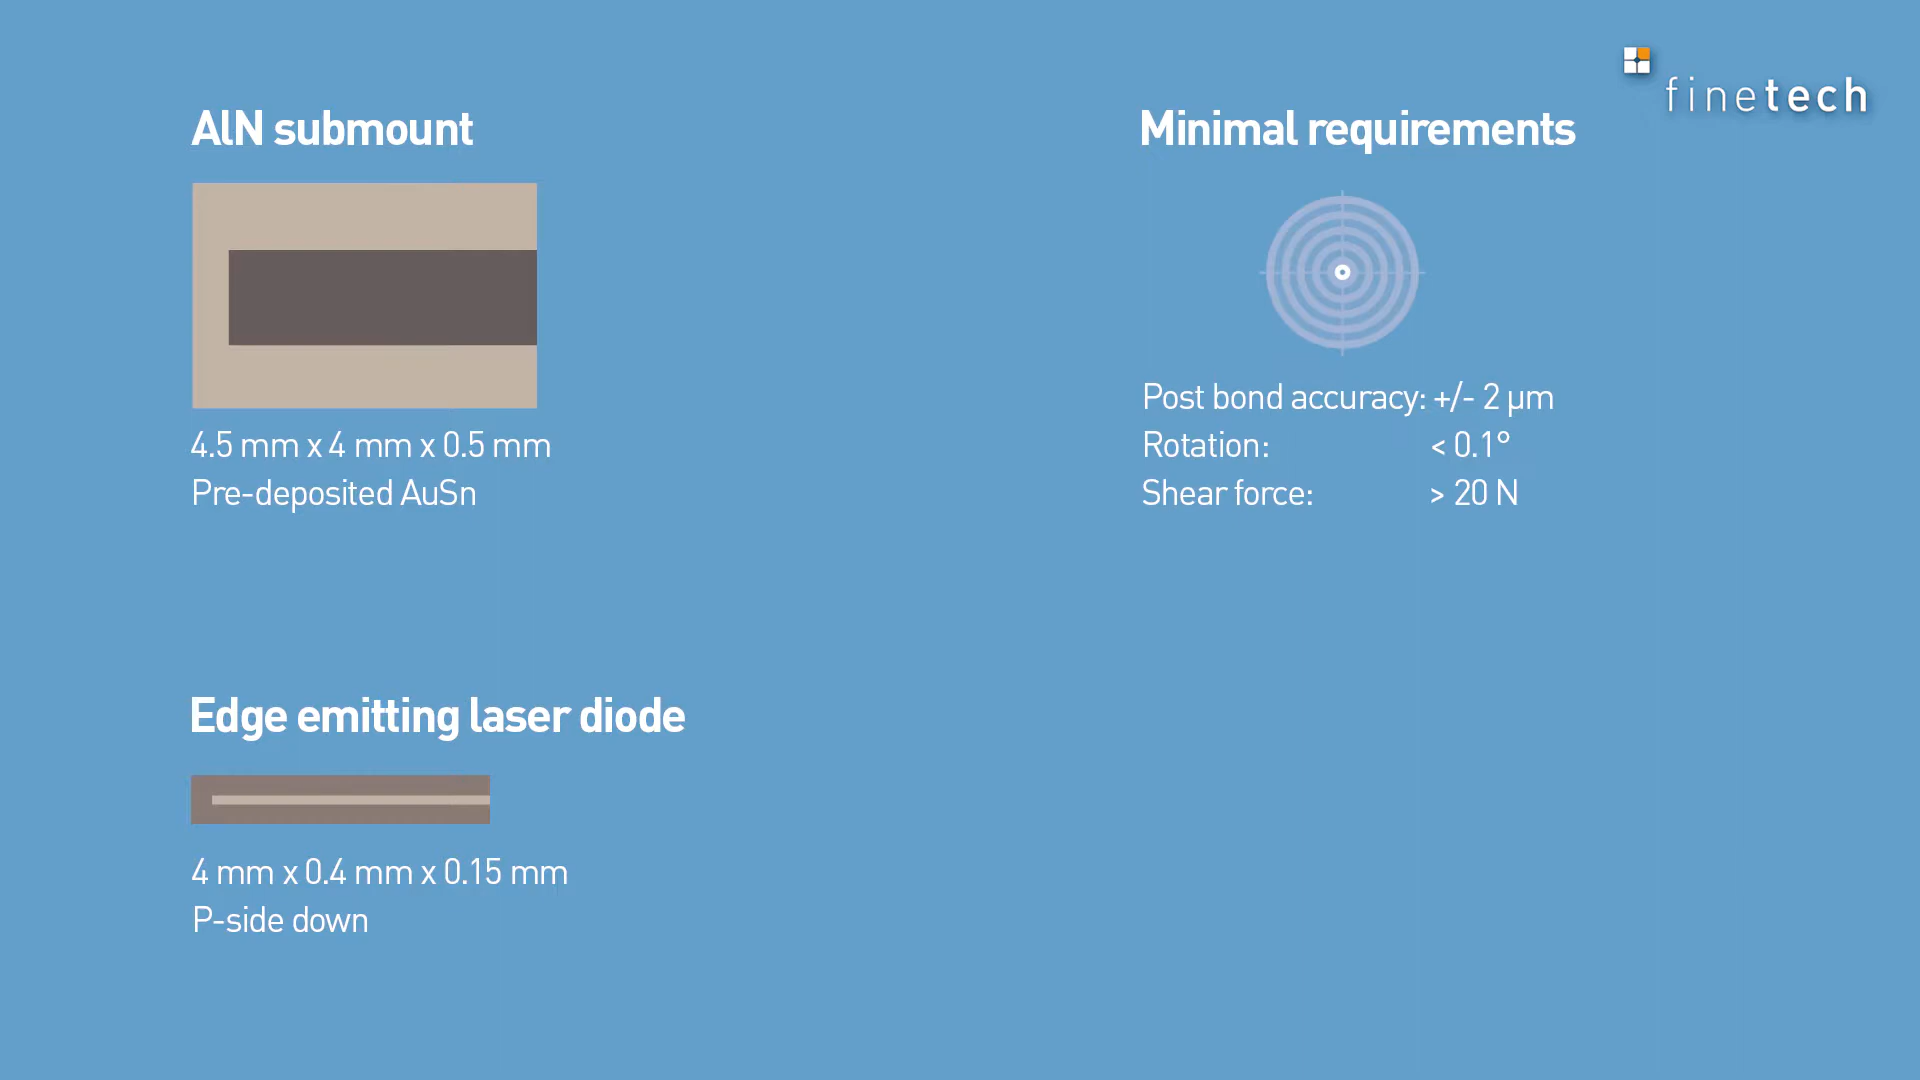 finetech
AlN submount
4.5 mm x 4 mm x 0.5 mm
Pre-deposited AuSn
Minimal requirements
Post bond accuracy: +/- 2 µm
Rotation: < 0.1°
Shear force: > 20 N
Edge emitting laser diode
4 mm x 0.4 mm x 0.15 mm
P-side down